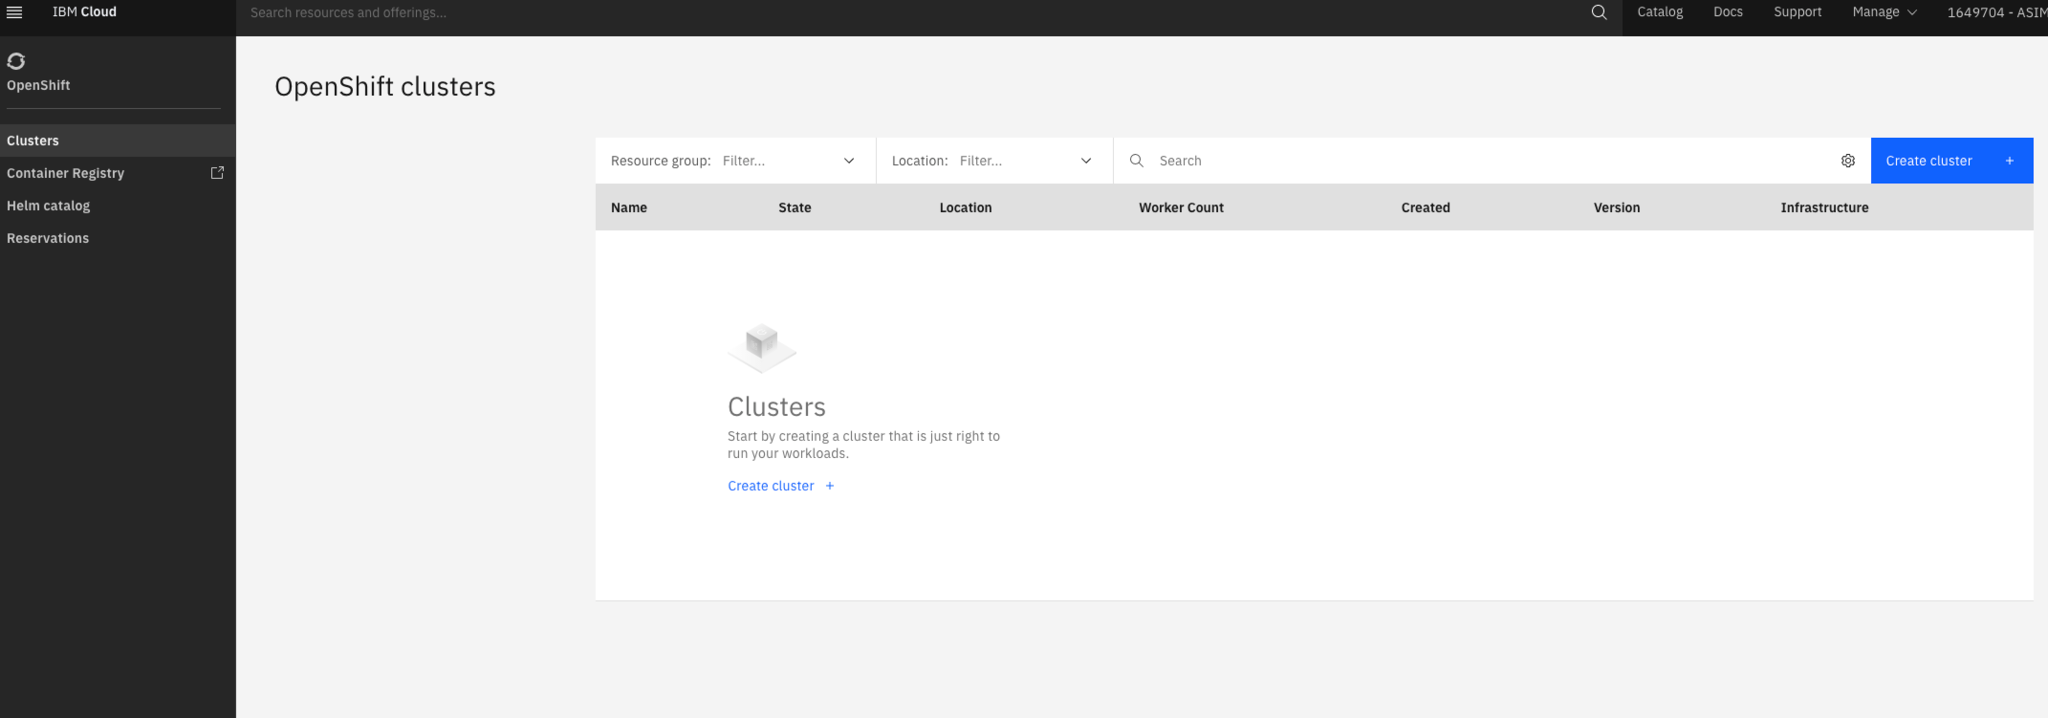 IBM Cloud
Search resources and offerings...
Catalog
Docs
Support
Manage
1649704 - ASIM
OpenShift
Clusters
Container Registry
Helm catalog
Reservations
OpenShift clusters
Resource group: Filter...
Location: Filter...
Search
Create cluster +
Name State Location Worker Count Created Version Infrastructure
Clusters
Start by creating a cluster that is just right to
run your workloads.
Create cluster +